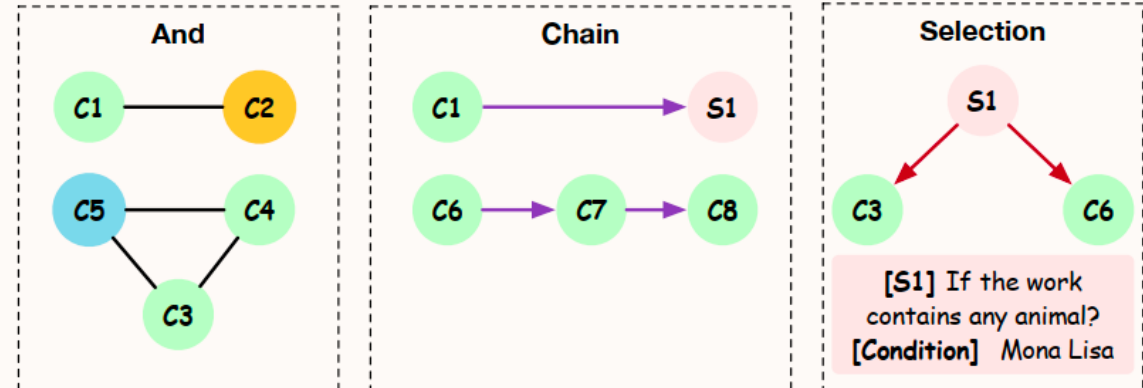 And
C1
C2
C5
C4
C3
Chain
C1
S1
C6
C7
C8
Selection
S1
C3
C6
[S1] If the work
contains any animal?
[Condition] Mona Lisa